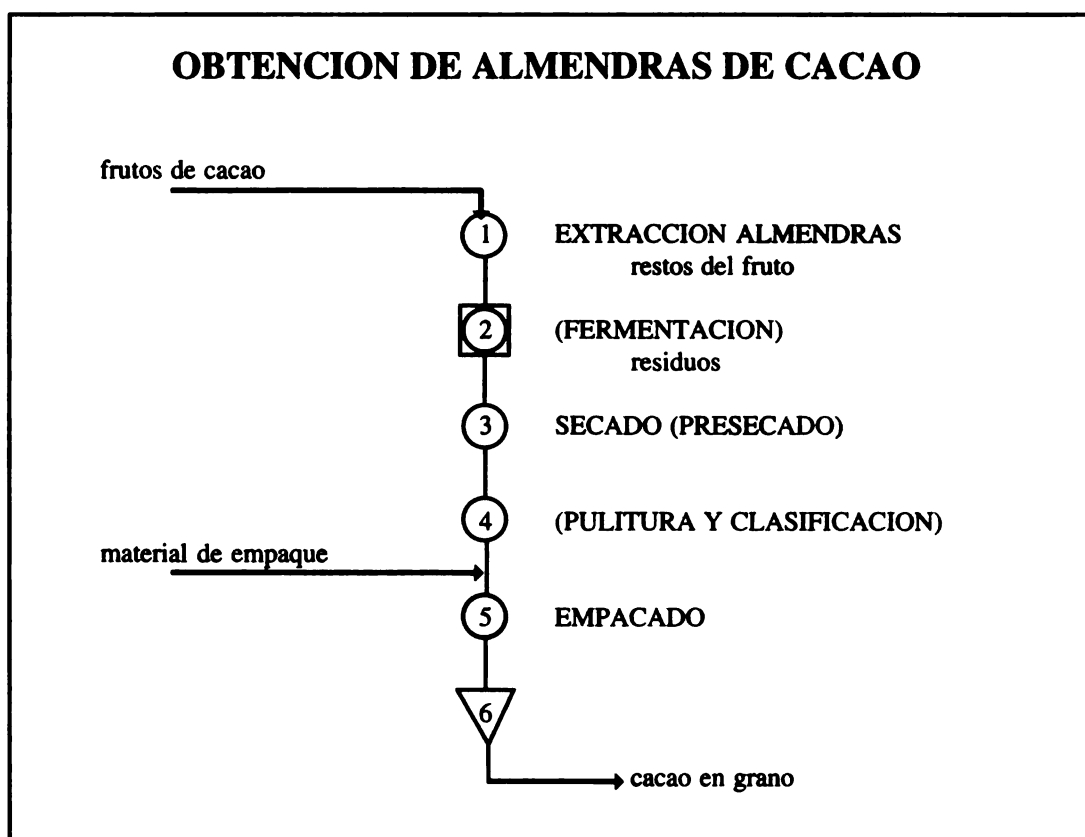 OBTENCION DE ALMENDRAS DE CACAO
frutos de cacao
1 EXTRACCION ALMENDRAS
restos del fruto
2 (FERMENTACION)
residuos
3 SECADO (PRESECADO)
4 (PULITURA Y CLASIFICACION)
material de empaque
5 EMPACADO
6
cacao en grano